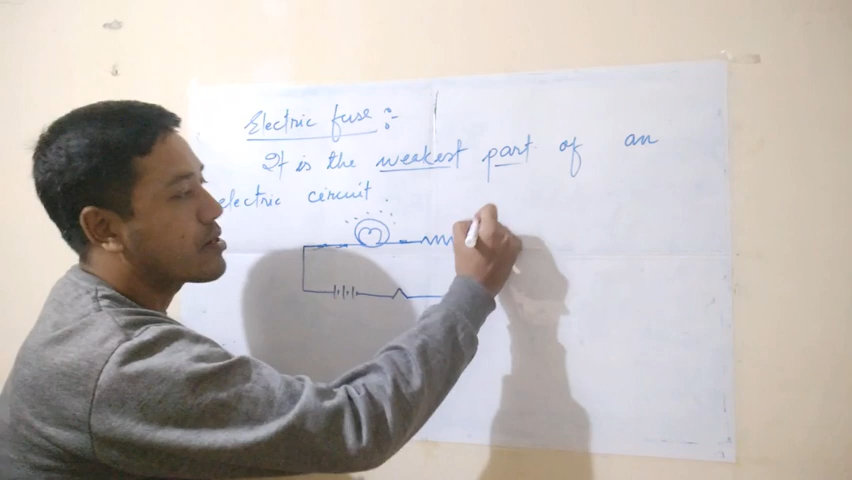 Electric fuse :-
It is the weakest part of an
electric circuit.